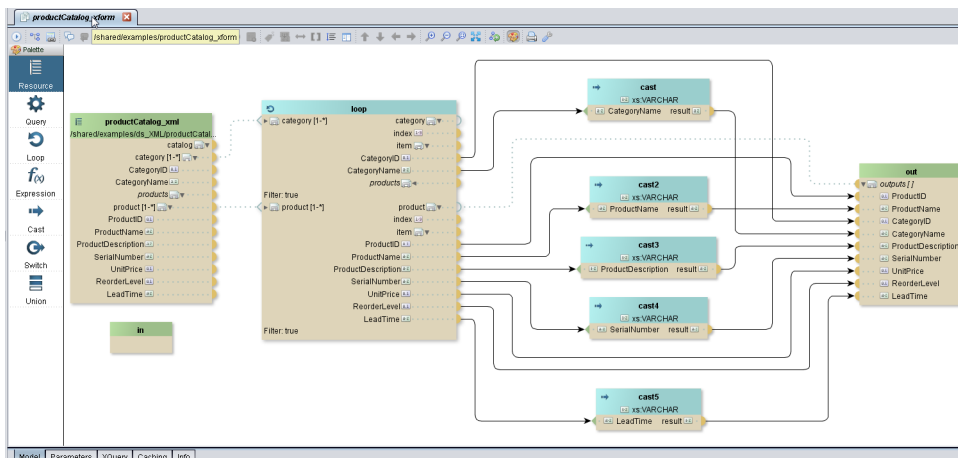 productCatalog_xform
/shared/examples/productCatalog_xform
Palette
Resource
Query
Loop
f(x)
Expression
Cast
Switch
Union
productCatalog_xml
/shared/examples/ds_XML/productCatal...
catalog
category [1-*]
CategoryID
CategoryName
products
product [1-*]
ProductID
ProductName
ProductDescription
SerialNumber
UnitPrice
ReorderLevel
LeadTime
in
loop
category [1-*] category
index
item
CategoryID
CategoryName
products
Filter: true
product [1-*] product
index
item
ProductID
ProductName
ProductDescription
SerialNumber
UnitPrice
ReorderLevel
LeadTime
Filter: true
cast
xs:VARCHAR
CategoryName result
cast2
xs:VARCHAR
ProductName result
cast3
xs:VARCHAR
ProductDescription result
cast4
xs:VARCHAR
SerialNumber result
cast5
xs:VARCHAR
LeadTime result
out
outputs [ ]
ProductID
ProductName
CategoryID
CategoryName
ProductDescription
SerialNumber
UnitPrice
ReorderLevel
LeadTime
Model Parameters XQuery Caching Info